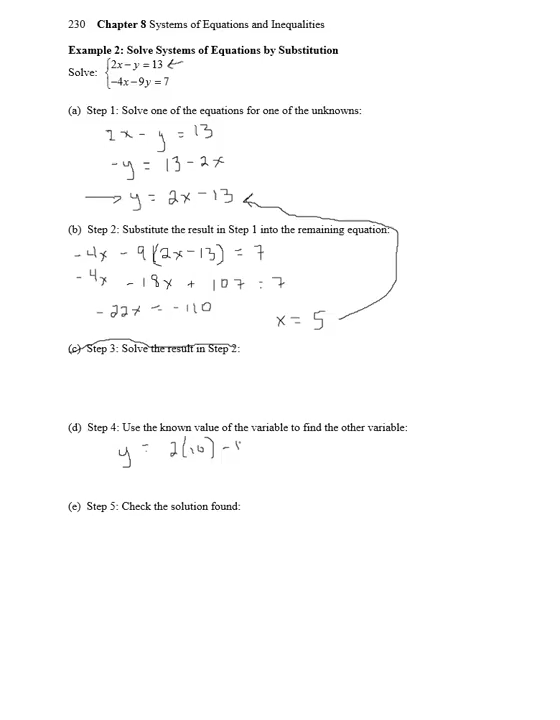 230 Chapter 8 Systems of Equations and Inequalities
Example 2: Solve Systems of Equations by Substitution
Solve: {2x − y = 13
−4x − 9y = 7
(a) Step 1: Solve one of the equations for one of the unknowns:
2x − y = 13
−y = 13 − 2x
y = 2x − 13
(b) Step 2: Substitute the result in Step 1 into the remaining equation:
−4x − 9(2x − 13) = 7
−4x − 18x + 107 = 7
−22x = −110
x = 5
(c) Step 3: Solve the result in Step 2:
(d) Step 4: Use the known value of the variable to find the other variable:
y = 2(10) −
(e) Step 5: Check the solution found: